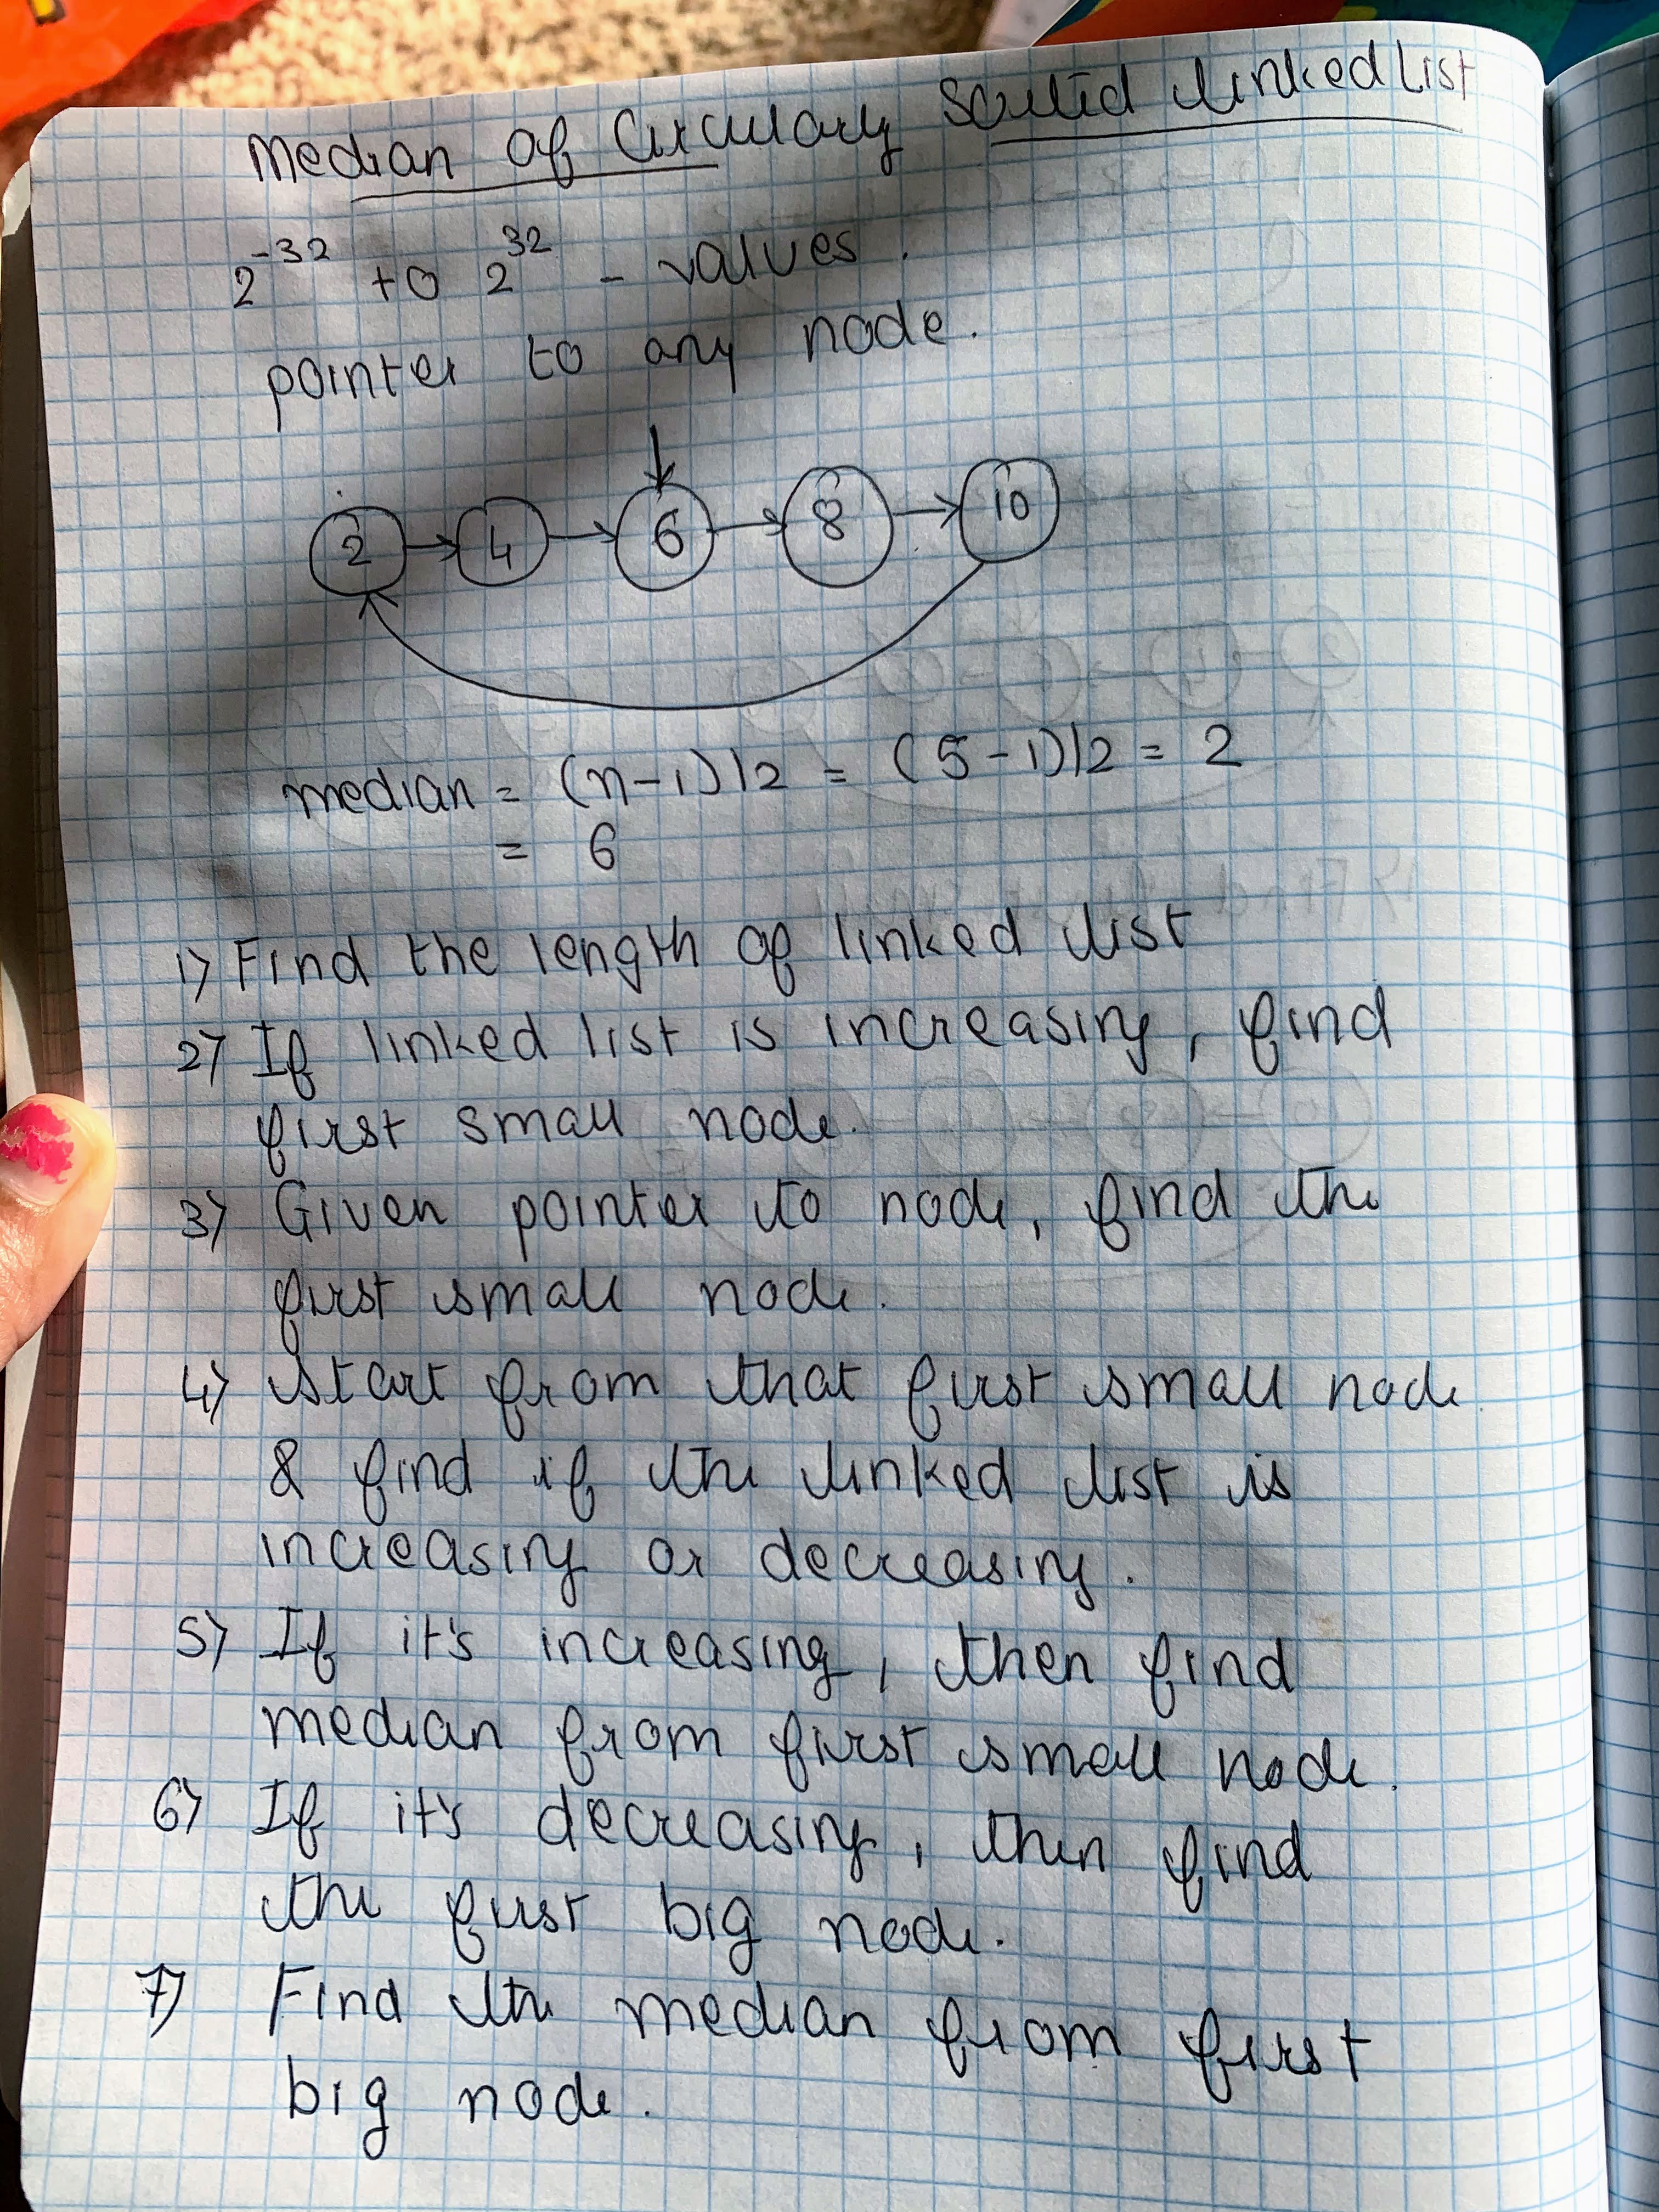 Median of Circularly Sorted Linked List
2^-32 to 2^32 - values.
pointer to any node.
2 → 4 → 6 → 8 → 10
median = (n-1)/2 = (5-1)/2 = 2
= 6
1) Find the length of linked list
2) If linked list is increasing, find
first small node.
3) Given pointer to node, find the
first small node.
4) Start from that first small node
& find if the linked list is
increasing or decreasing.
5) If it's increasing, then find
median from first small node.
6) If it's decreasing, then find
the first big node.
7) Find the median from first
big node.